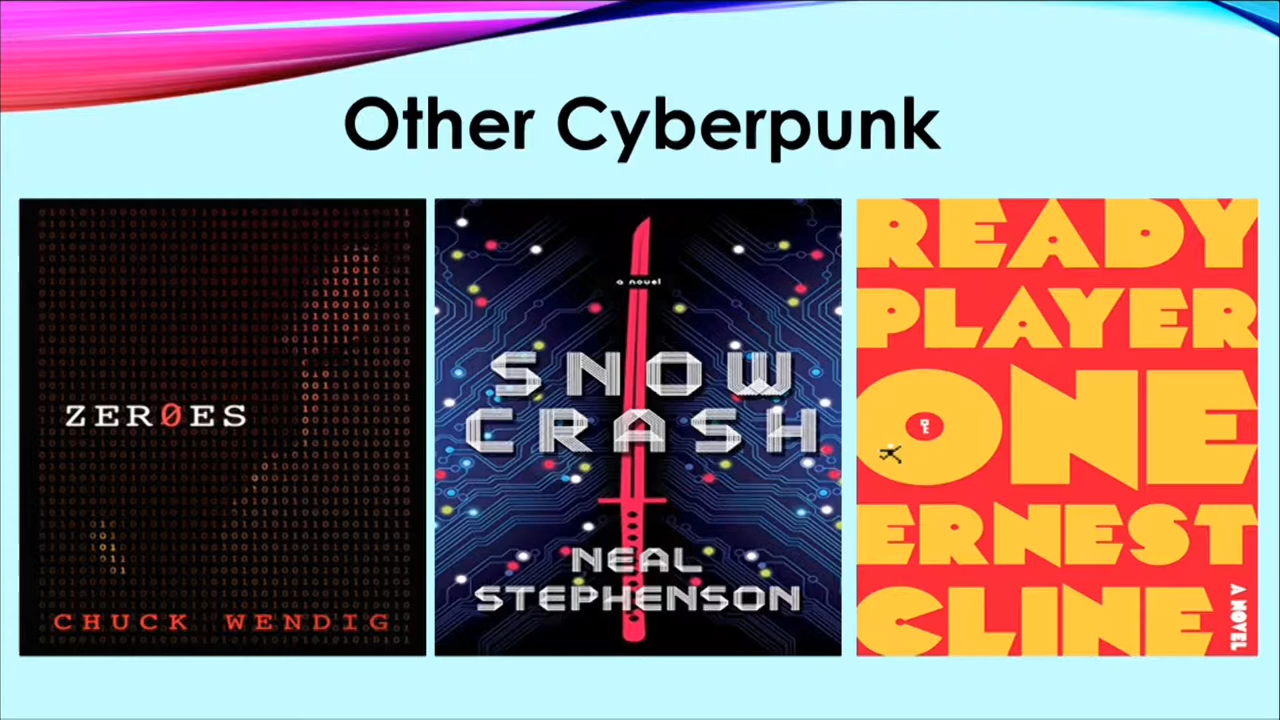 Other Cyberpunk
ZERØES
CHUCK WENDIG
a novel
SNOW
CRASH
NEAL
STEPHENSON
READY
PLAYER
ONE
ERNEST
CLINE
A NOVEL